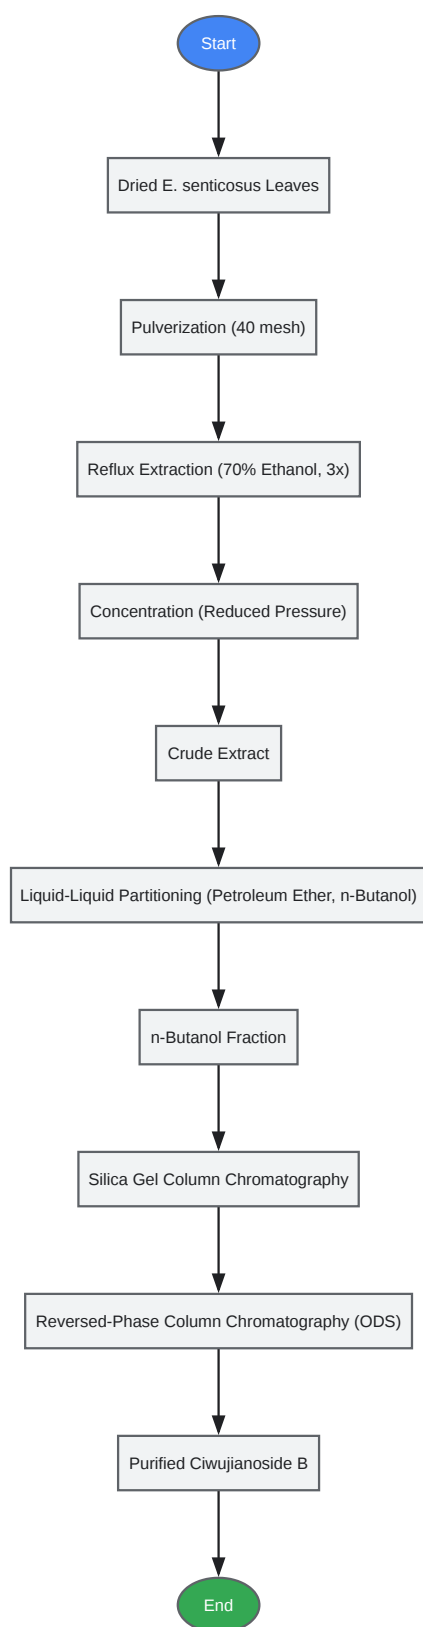 Start
Dried E. senticosus Leaves
Pulverization (40 mesh)
Reflux Extraction (70% Ethanol, 3x)
Concentration (Reduced Pressure)
Crude Extract
Liquid-Liquid Partitioning (Petroleum Ether, n-Butanol)
n-Butanol Fraction
Silica Gel Column Chromatography
Reversed-Phase Column Chromatography (ODS)
Purified Ciwujianoside B
End